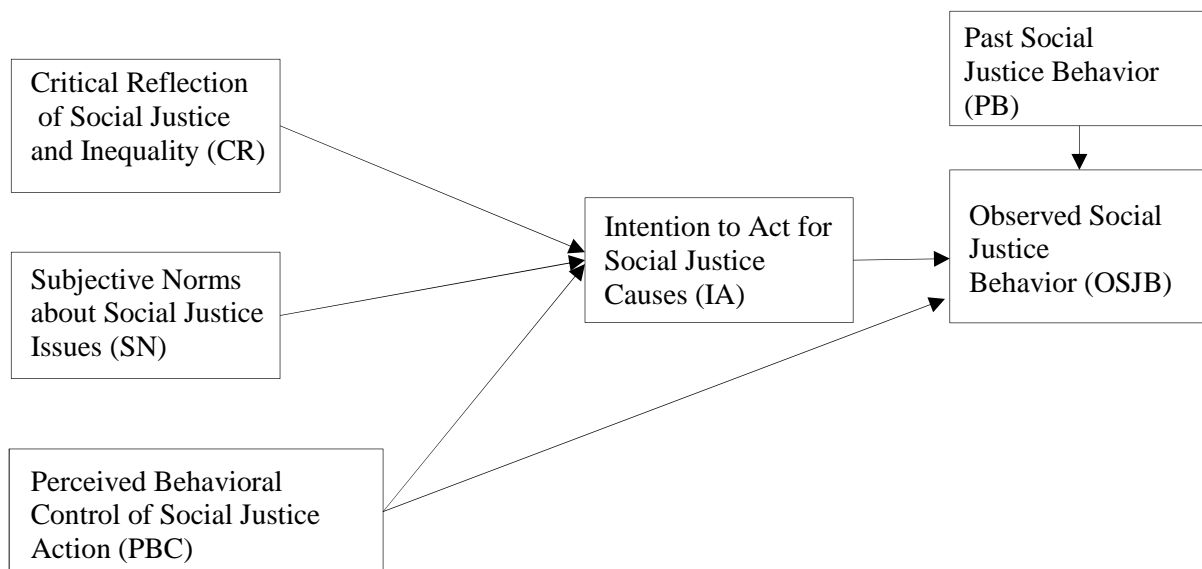 Critical Reflection
of Social Justice
and Inequality (CR)
Subjective Norms
about Social Justice
Issues (SN)
Perceived Behavioral
Control of Social Justice
Action (PBC)
Intention to Act for
Social Justice
Causes (IA)
Past Social
Justice Behavior
(PB)
Observed Social
Justice
Behavior (OSJB)